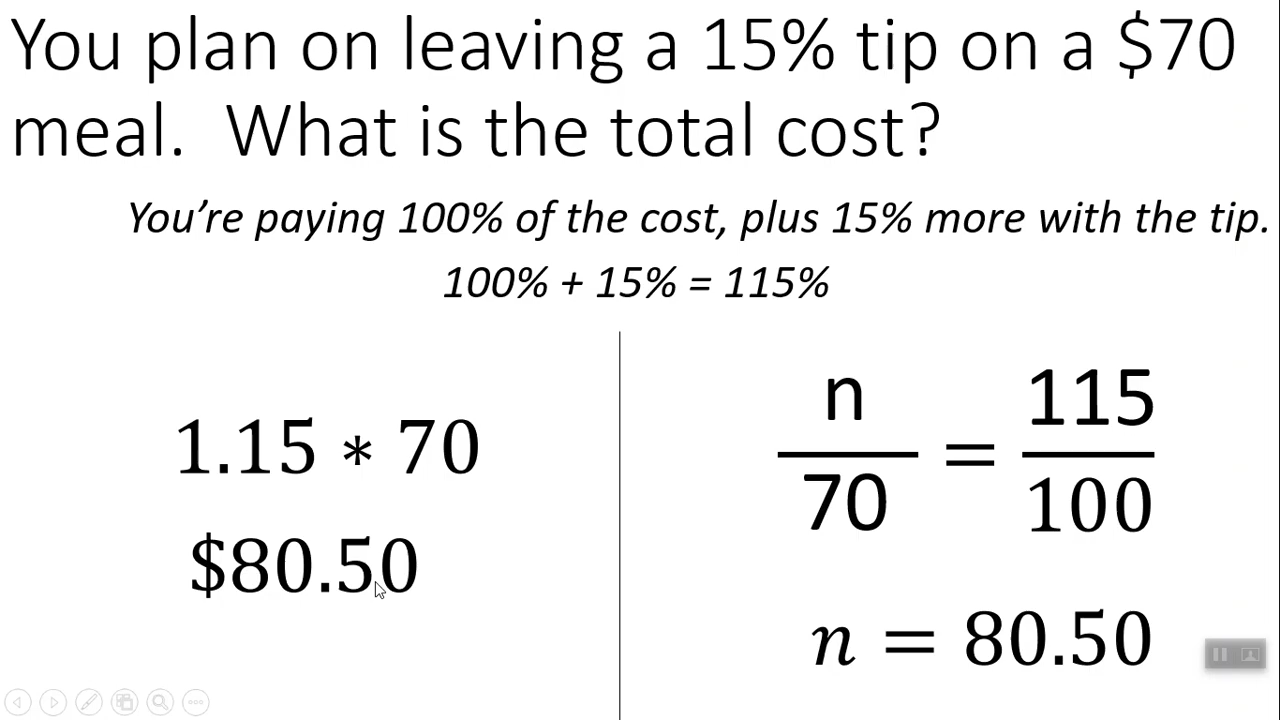 You plan on leaving a 15% tip on a $70
meal. What is the total cost?
You’re paying 100% of the cost, plus 15% more with the tip.
100% + 15% = 115%
1.15 ∗ 70
$80.50
n/70 = 115/100
n = 80.50